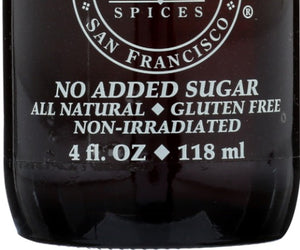 SPICES
SAN FRANCISCO ®
NO ADDED SUGAR
ALL NATURAL ◆ GLUTEN FREE
NON-IRRADIATED
4 fl. OZ ◆ 118 ml